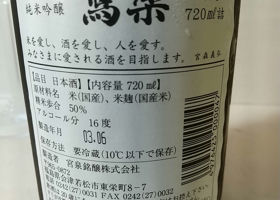 純米吟醸 寫楽 720ml詰
米を愛し、酒を愛し、人を愛す。
みなさまに愛される酒を目指します。 宮森義弘
【品目 日本酒】【内容量 720ml】
原材料名/米(国産)、米麹(国産米)
精米歩合 50%
アルコール分 16度
製造年月 03.06
保存方法 要冷蔵(10℃以下で保存)
製造者 宮泉銘醸株式会社
福島県会津若松市東栄町8-7
電話 0242(27)0031 FAX 0242(27)0032